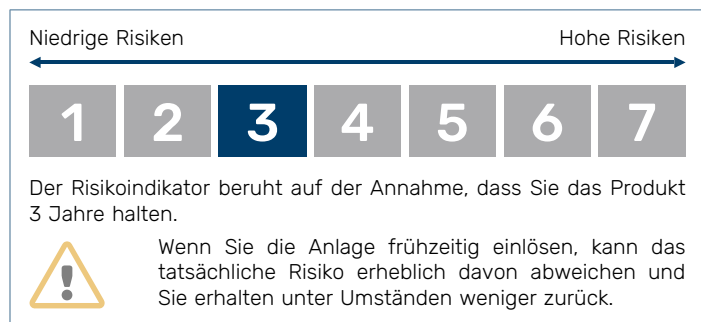 Niedrige Risiken Hohe Risiken
1 2 3 4 5 6 7
Der Risikoindikator beruht auf der Annahme, dass Sie das Produkt
3 Jahre halten.
Wenn Sie die Anlage frühzeitig einlösen, kann das
tatsächliche Risiko erheblich davon abweichen und
Sie erhalten unter Umständen weniger zurück.